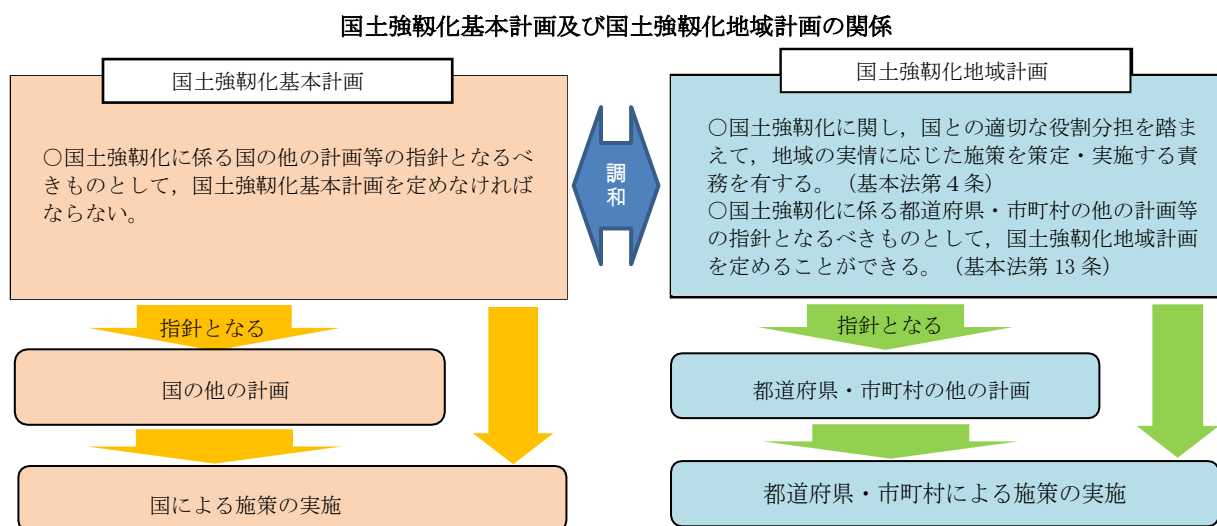 国土強靱化基本計画及び国土強靱化地域計画の関係
国土強靱化基本計画
○国土強靱化に係る国の他の計画等の指針となるべ
きものとして，国土強靱化基本計画を定めなければ
ならない。
指針となる
国の他の計画
国による施策の実施
調
和
国土強靱化地域計画
○国土強靱化に関し，国との適切な役割分担を踏ま
えて，地域の実情に応じた施策を策定・実施する責
務を有する。（基本法第４条）
○国土強靱化に係る都道府県・市町村の他の計画等
の指針となるべきものとして，国土強靱化地域計画
を定めることができる。（基本法第 13 条）
指針となる
都道府県・市町村の他の計画
都道府県・市町村による施策の実施